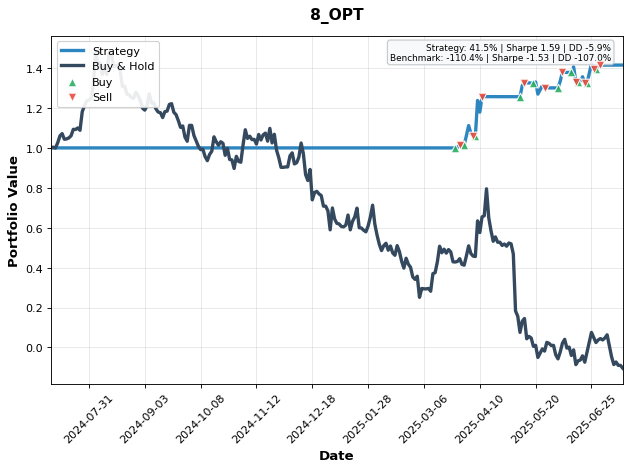 8_OPT
Strategy: 41.5% | Sharpe 1.59 | DD -5.9%
Benchmark: -110.4% | Sharpe -1.53 | DD -107.0%
Strategy
Buy & Hold
Buy
Sell
Portfolio Value
1.4
1.2
1.0
0.8
0.6
0.4
0.2
0.0
2024-07-31
2024-09-03
2024-10-08
2024-11-12
2024-12-18
2025-01-28
2025-03-06
2025-04-10
2025-05-20
2025-06-25
Date